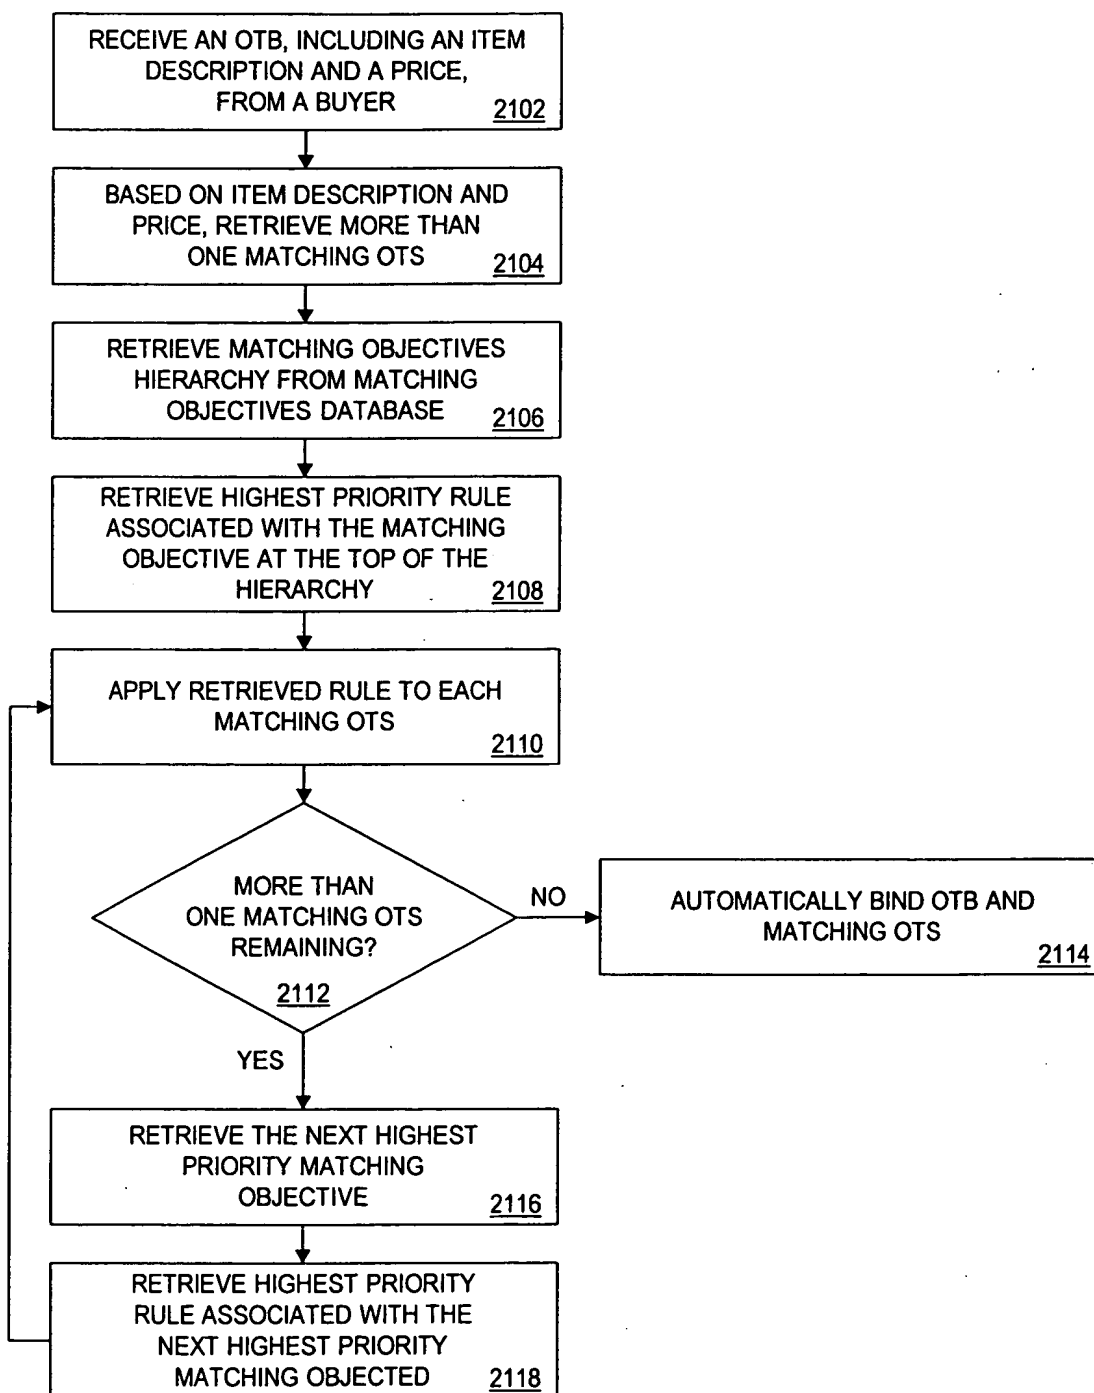 RECEIVE AN OTB, INCLUDING AN ITEM
DESCRIPTION AND A PRICE,
FROM A BUYER
2102
BASED ON ITEM DESCRIPTION AND
PRICE, RETRIEVE MORE THAN
ONE MATCHING OTS
2104
RETRIEVE MATCHING OBJECTIVES
HIERARCHY FROM MATCHING
OBJECTIVES DATABASE
2106
RETRIEVE HIGHEST PRIORITY RULE
ASSOCIATED WITH THE MATCHING
OBJECTIVE AT THE TOP OF THE
HIERARCHY
2108
APPLY RETRIEVED RULE TO EACH
MATCHING OTS
2110
MORE THAN
ONE MATCHING OTS
REMAINING?
2112
NO
AUTOMATICALLY BIND OTB AND
MATCHING OTS
2114
YES
RETRIEVE THE NEXT HIGHEST
PRIORITY MATCHING
OBJECTIVE
2116
RETRIEVE HIGHEST PRIORITY
RULE ASSOCIATED WITH THE
NEXT HIGHEST PRIORITY
MATCHING OBJECTED
2118